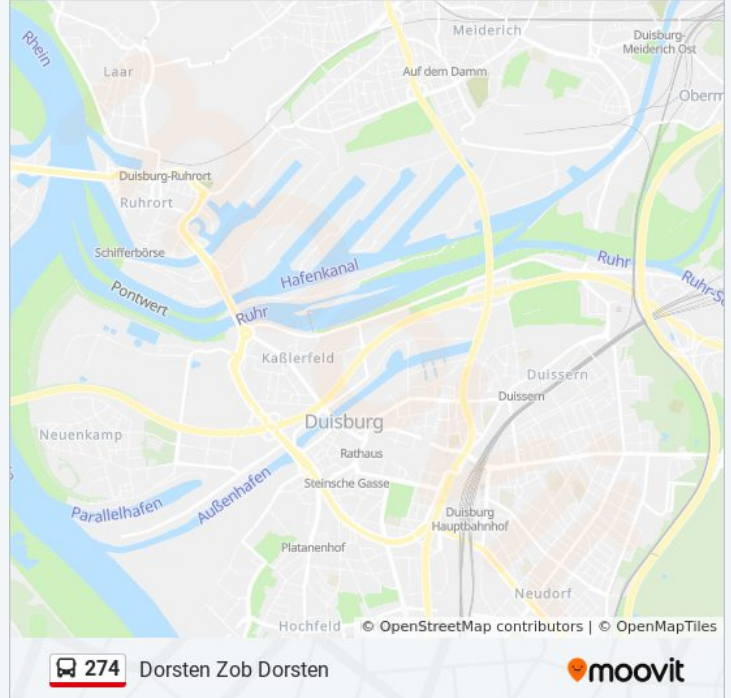 Rhein
Meiderich
Duisburg-
Meiderich Ost
Laar
Auf dem Damm
Oberm
Duisburg-Ruhrort
Ruhrort
Schifferbörse
Hafenkanal
Ruhr
Ruhr-S
Pontwert
Ruhr
Kaßlerfeld
Duissern
Duissern
Duisburg
Neuenkamp
Rathaus
Steinsche Gasse
Außenhafen
Parallelhafen
Duisburg
Hauptbahnhof
Platanenhof
Neudorf
Hochfeld
© OpenStreetMap contributors | © OpenMapTiles
274 Dorsten Zob Dorsten
moovit